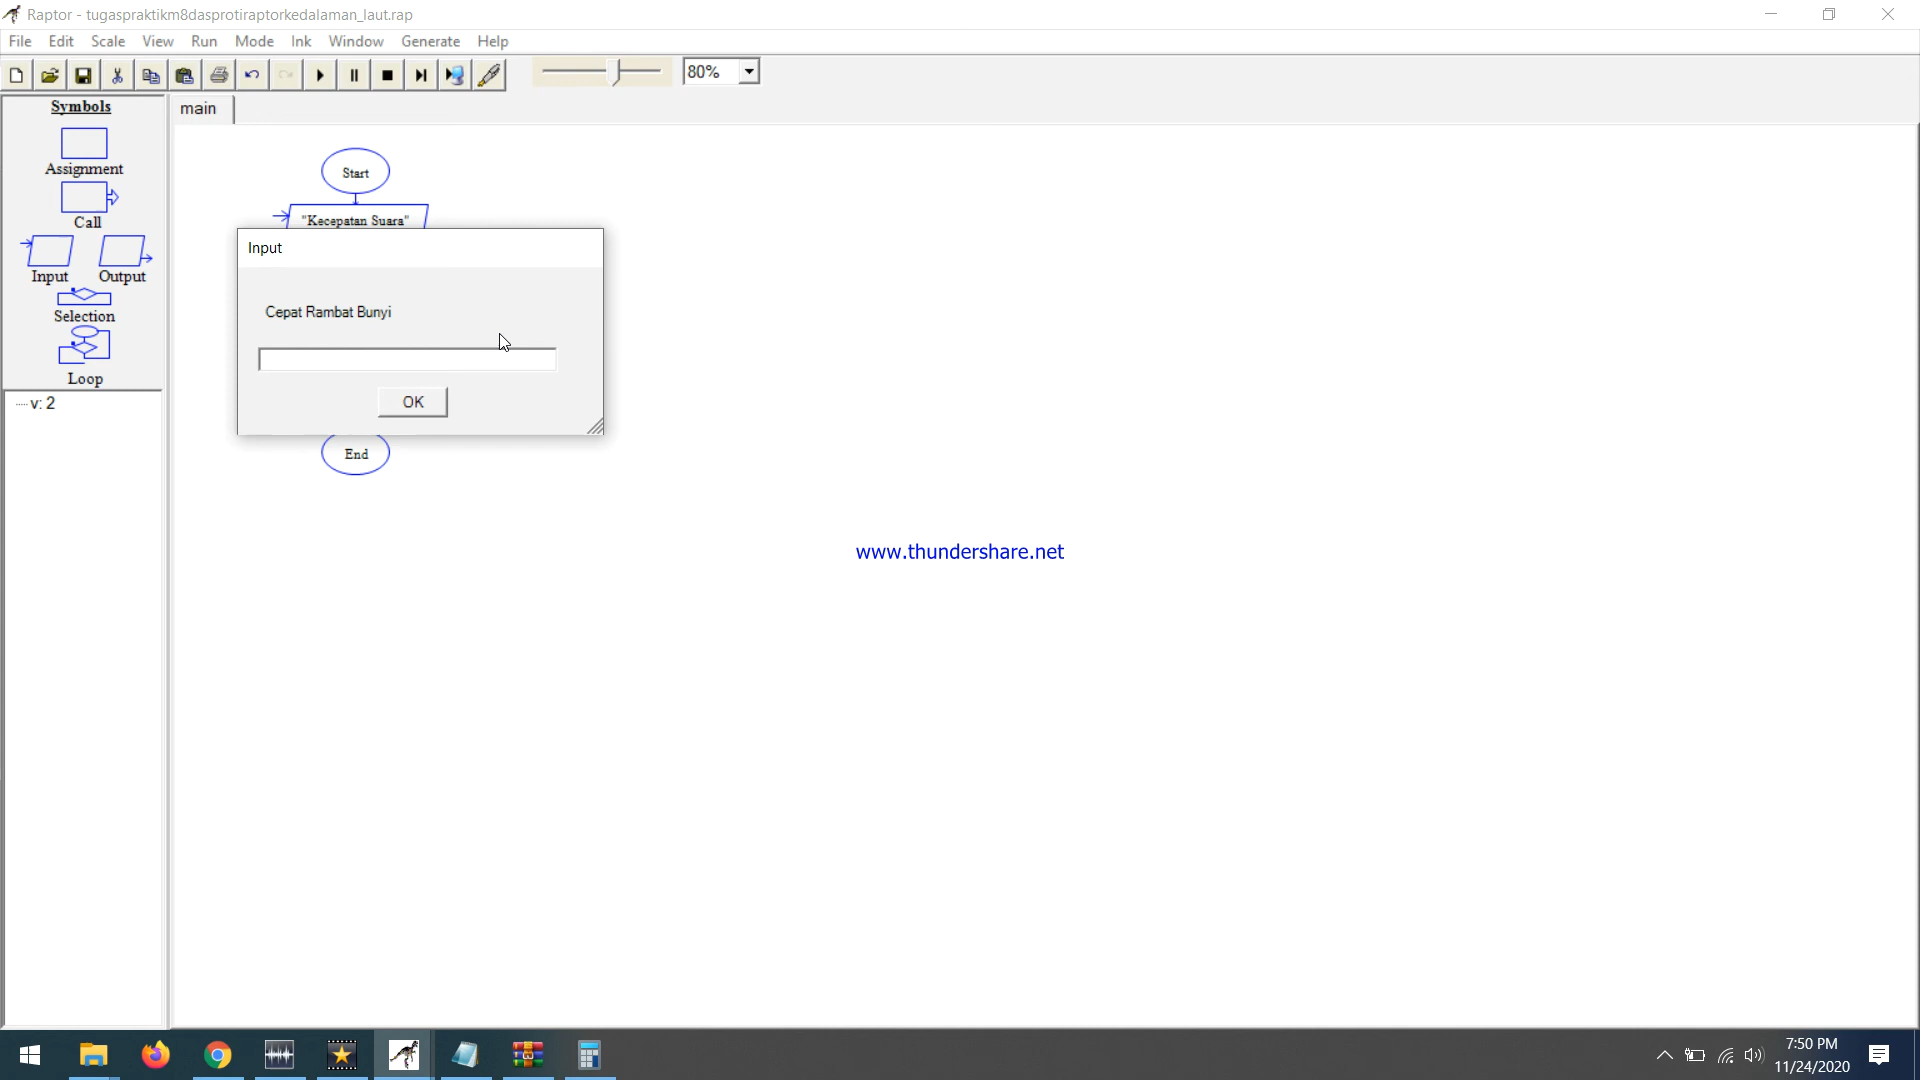 Raptor - tugaspraktikm8dasprotiraptorkedalaman_laut.rap
File Edit Scale View Run Mode Ink Window Generate Help
80%
Symbols
main
Assignment
Call
Input Output
Selection
Loop
v: 2
Start
"Kecepatan Suara"
Input
Cepat Rambat Bunyi
OK
End
www.thundershare.net
7:50 PM
11/24/2020